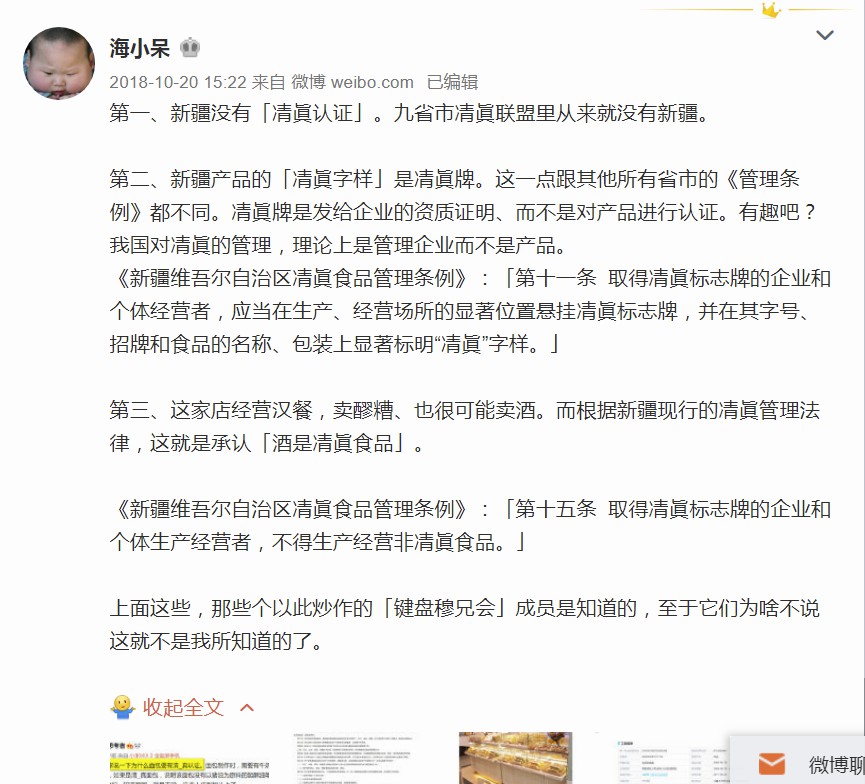 海小呆
2018-10-20 15:22 来自 微博 weibo.com 已编辑
第一、新疆没有「清眞认证」。九省市清眞联盟里从来就没有新疆。
第二、新疆产品的「清眞字样」是清眞牌。这一点跟其他所有省市的《管理条
例》都不同。清眞牌是发给企业的资质证明、而不是对产品进行认证。有趣吧？
我国对清眞的管理，理论上是管理企业而不是产品。
《新疆维吾尔自治区清眞食品管理条例》：「第十一条 取得清眞标志牌的企业和
个体经营者，应当在生产、经营场所的显著位置悬挂清眞标志牌，并在其字号、
招牌和食品的名称、包装上显著标明“清眞”字样。」
第三、这家店经营汉餐，卖醪糟、也很可能卖酒。而根据新疆现行的清眞管理法
律，这就是承认「酒是清眞食品」。
《新疆维吾尔自治区清眞食品管理条例》：「第十五条 取得清眞标志牌的企业和
个体生产经营者，不得生产经营非清眞食品。」
上面这些，那些个以此炒作的「键盘穆兄会」成员是知道的，至于它们为啥不说
这就不是我所知道的了。
收起全文
微博聊